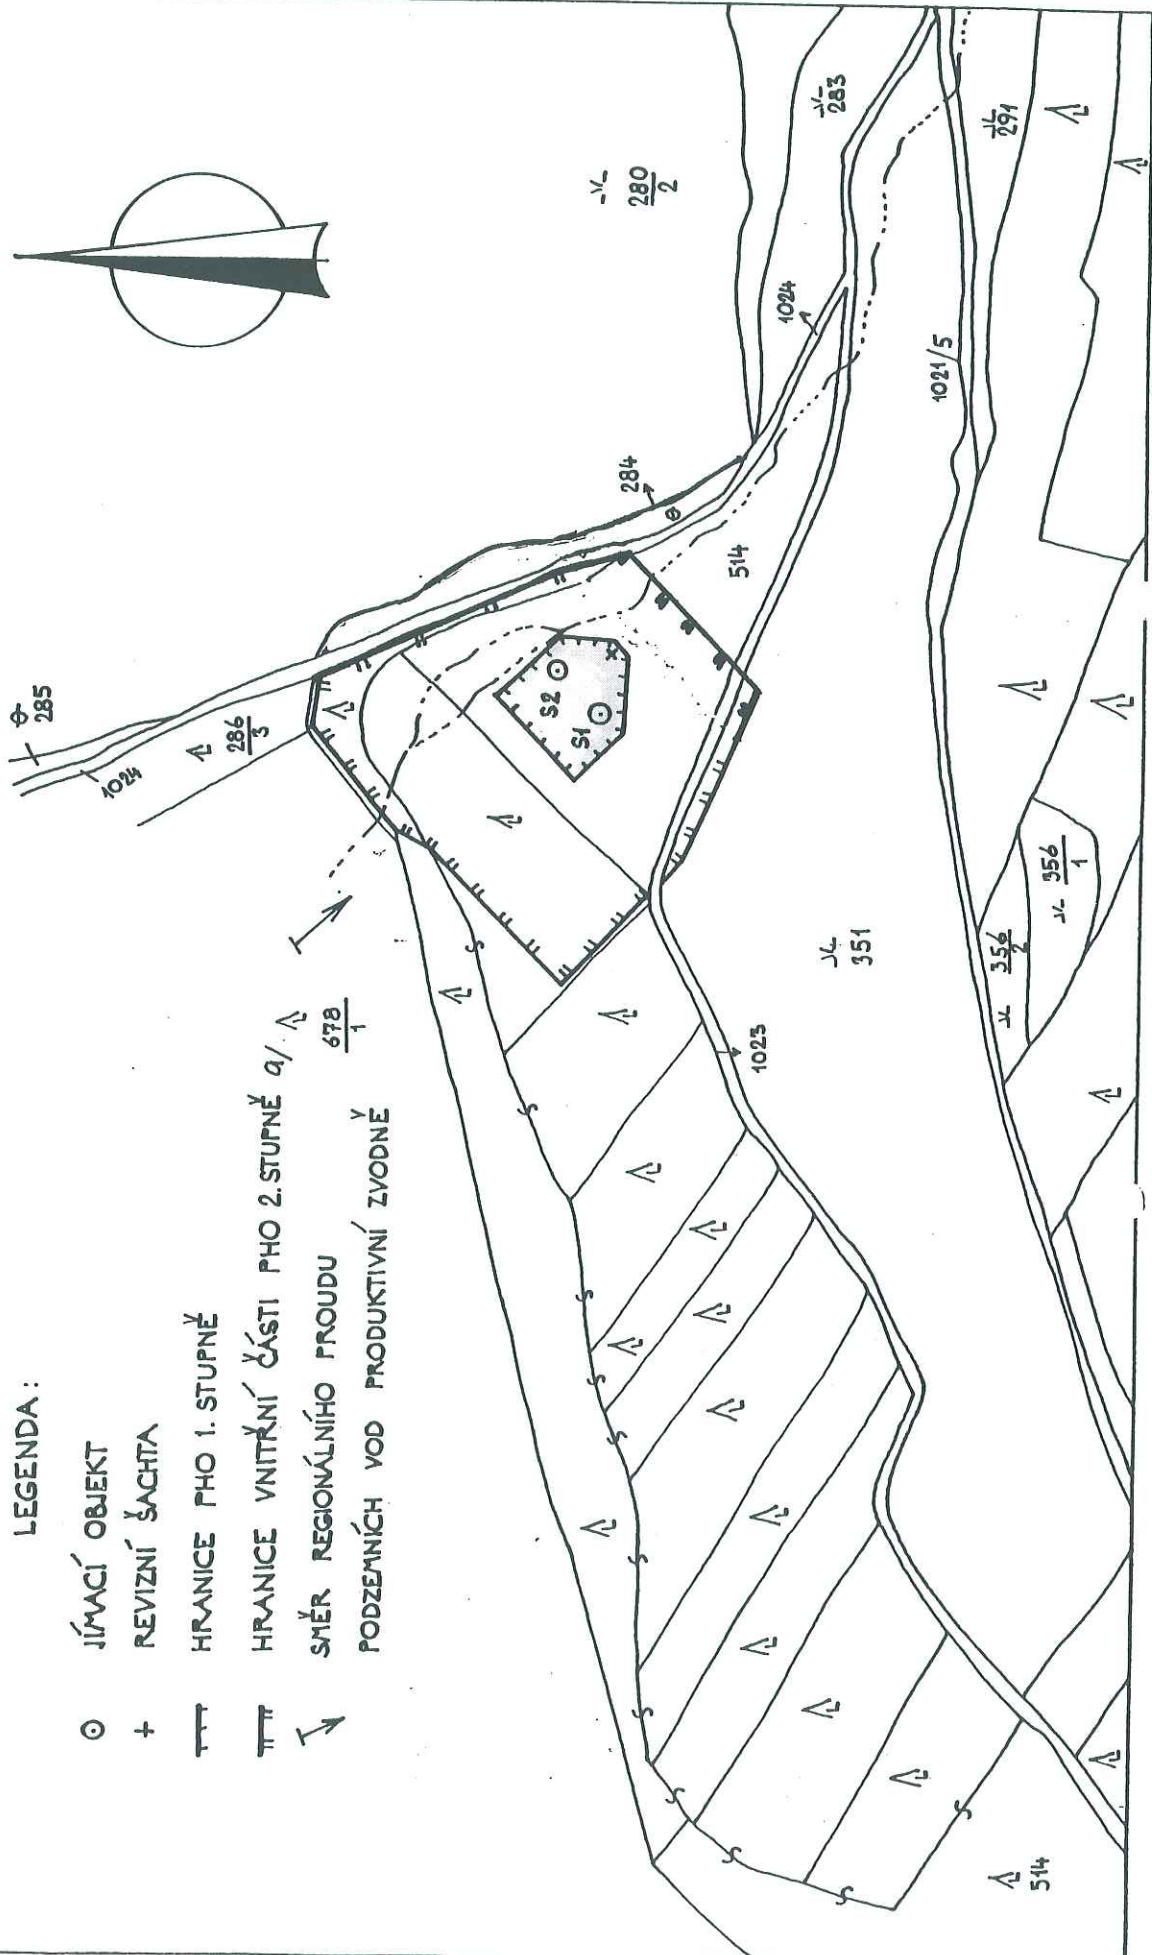 LEGENDA:
JÍMACÍ OBJEKT
REVIZNÍ ŠACHTA
HRANICE PHO 1. STUPNĚ
HRANICE VNITŘNÍ ČÁSTI PHO 2. STUPNĚ a/
SMĚR REGIONÁLNÍHO PROUDU
PODZEMNÍCH VOD PRODUKTIVNÍ ZVODNĚ
285
1024
286
3
678
1
S2
S1
284
514
1024
280
2
283
291
1021/5
351
1023
356
2
356
1
514